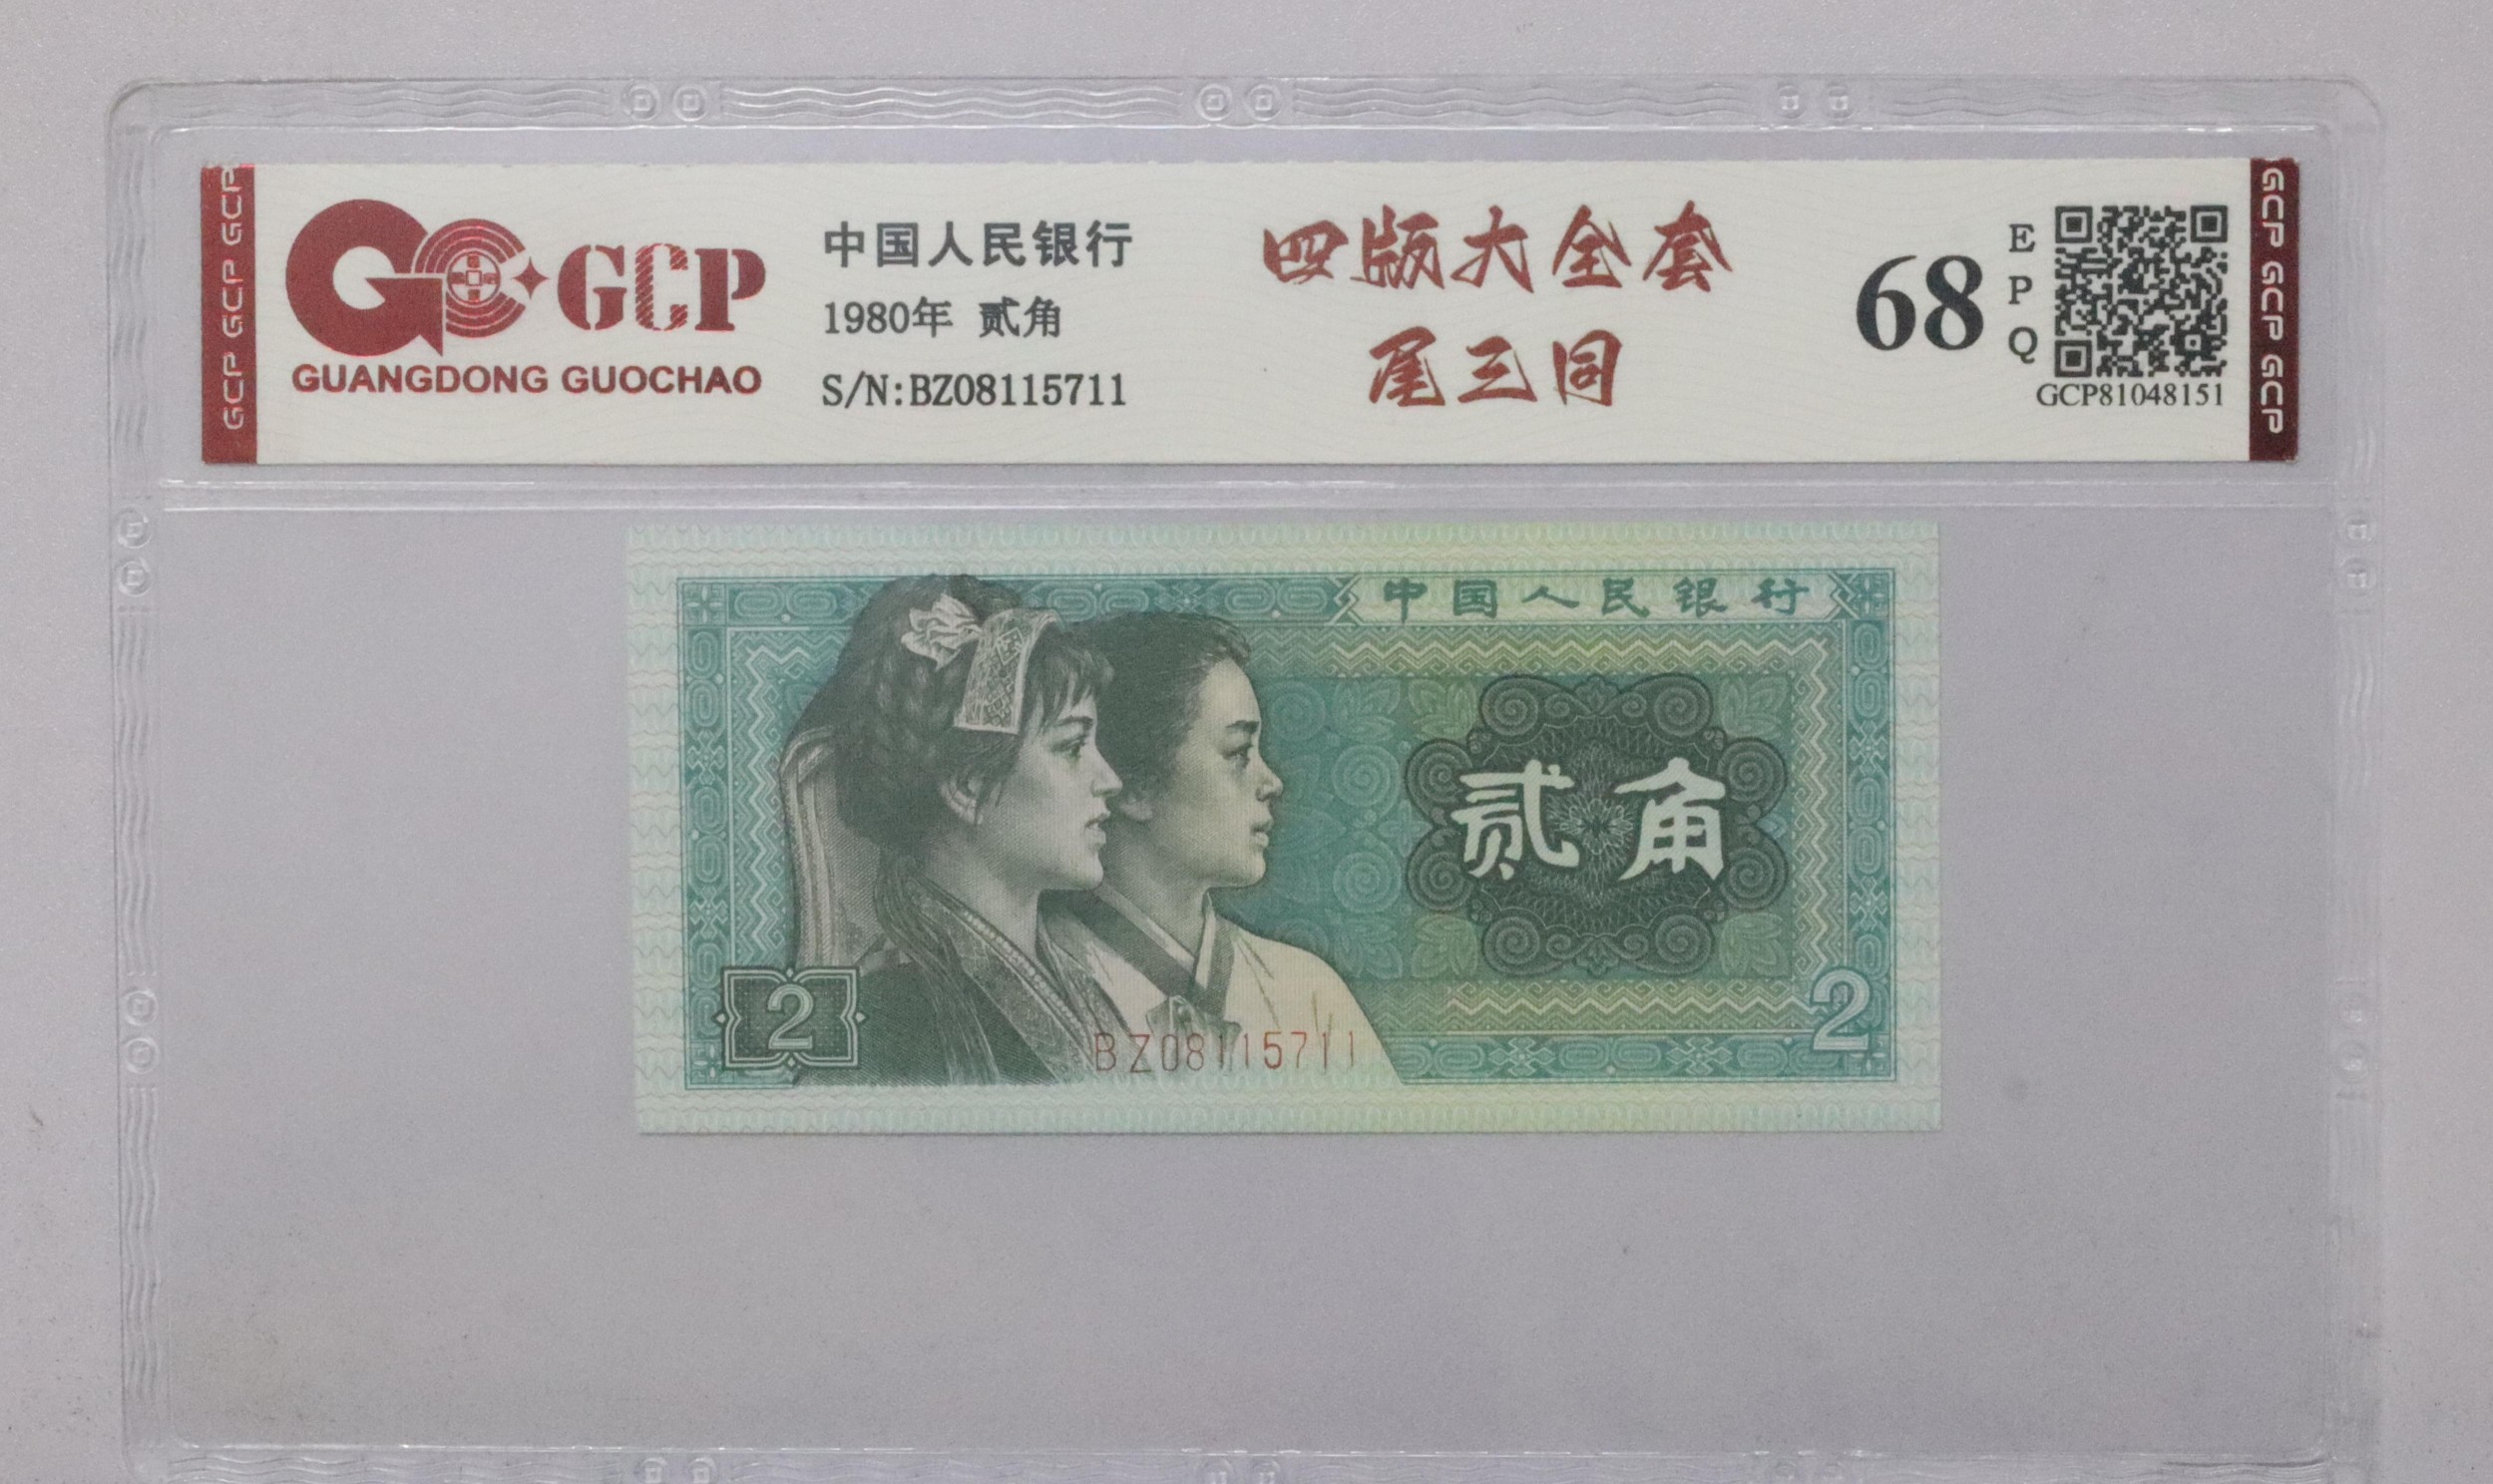 GCP GCP GCP
GCP
GUANGDONG GUOCHAO
中国人民银行
1980年 贰角
S/N:BZ08115711
四版大全套
尾三同
68
EPQ
GCP81048151
GCP GCP GCP
中国人民银行
贰角
2
2
BZ08115711